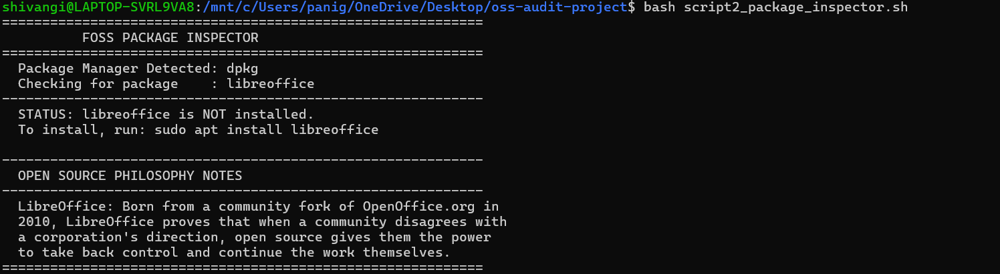 shivangi@LAPTOP-SVRL9VA8:/mnt/c/Users/panig/OneDrive/Desktop/oss-audit-project$ bash script2_package_inspector.sh
============================================================
          FOSS PACKAGE INSPECTOR
============================================================
  Package Manager Detected: dpkg
  Checking for package    : libreoffice
------------------------------------------------------------
  STATUS: libreoffice is NOT installed.
  To install, run: sudo apt install libreoffice

------------------------------------------------------------
  OPEN SOURCE PHILOSOPHY NOTES
------------------------------------------------------------
  LibreOffice: Born from a community fork of OpenOffice.org in
  2010, LibreOffice proves that when a community disagrees with
  a corporation's direction, open source gives them the power
  to take back control and continue the work themselves.
============================================================